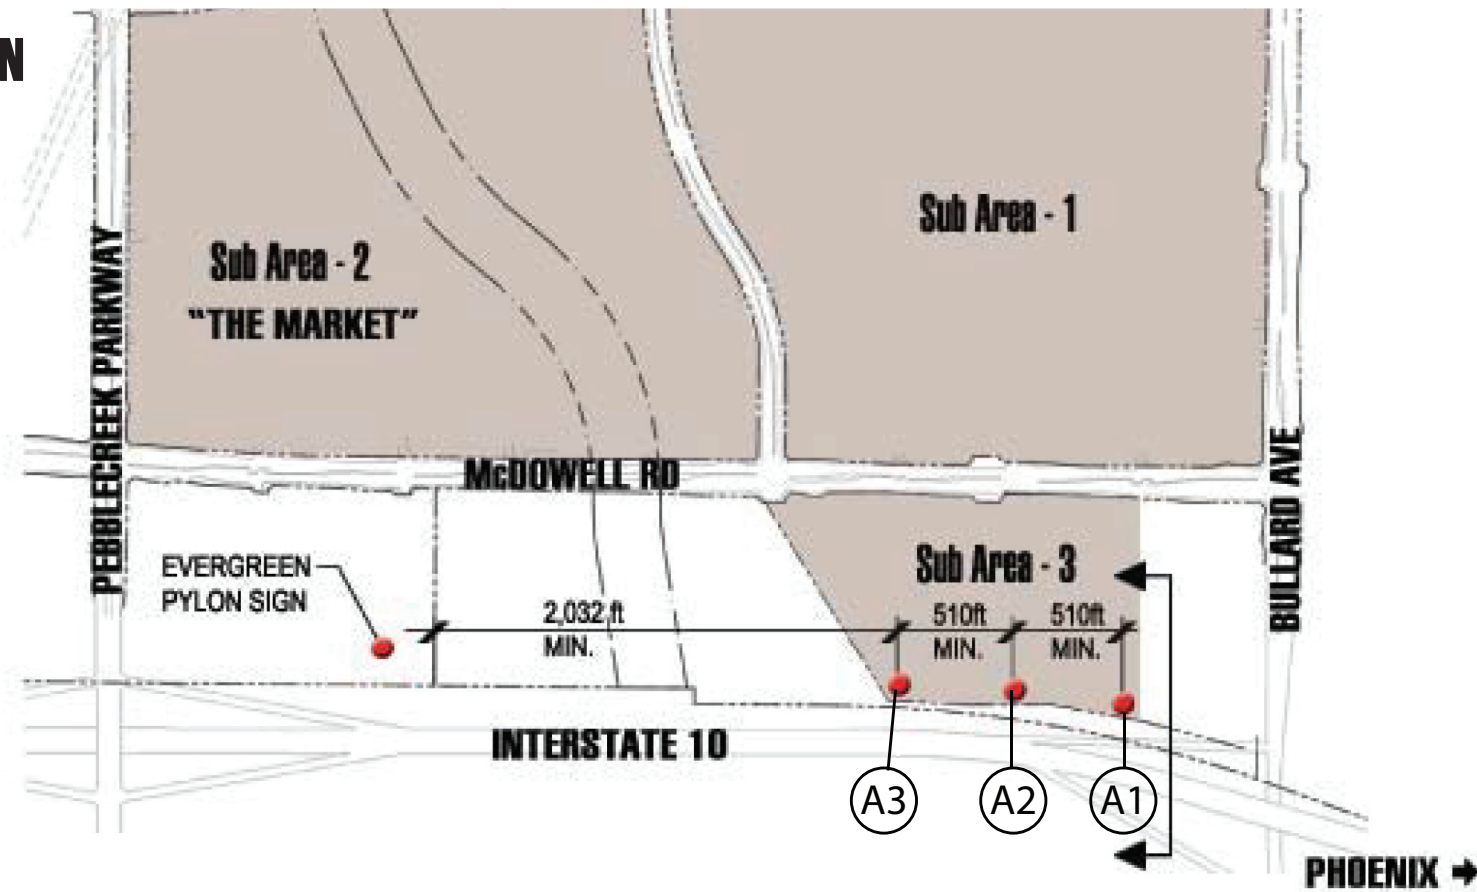 N
Sub Area - 1
Sub Area - 2
"THE MARKET"
PEBBLECREEK PARKWAY
McDOWELL RD
BULLARD AVE
EVERGREEN
PYLON SIGN
Sub Area - 3
2,032 ft
MIN.
510ft
MIN.
510ft
MIN.
INTERSTATE 10
A3
A2
A1
PHOENIX